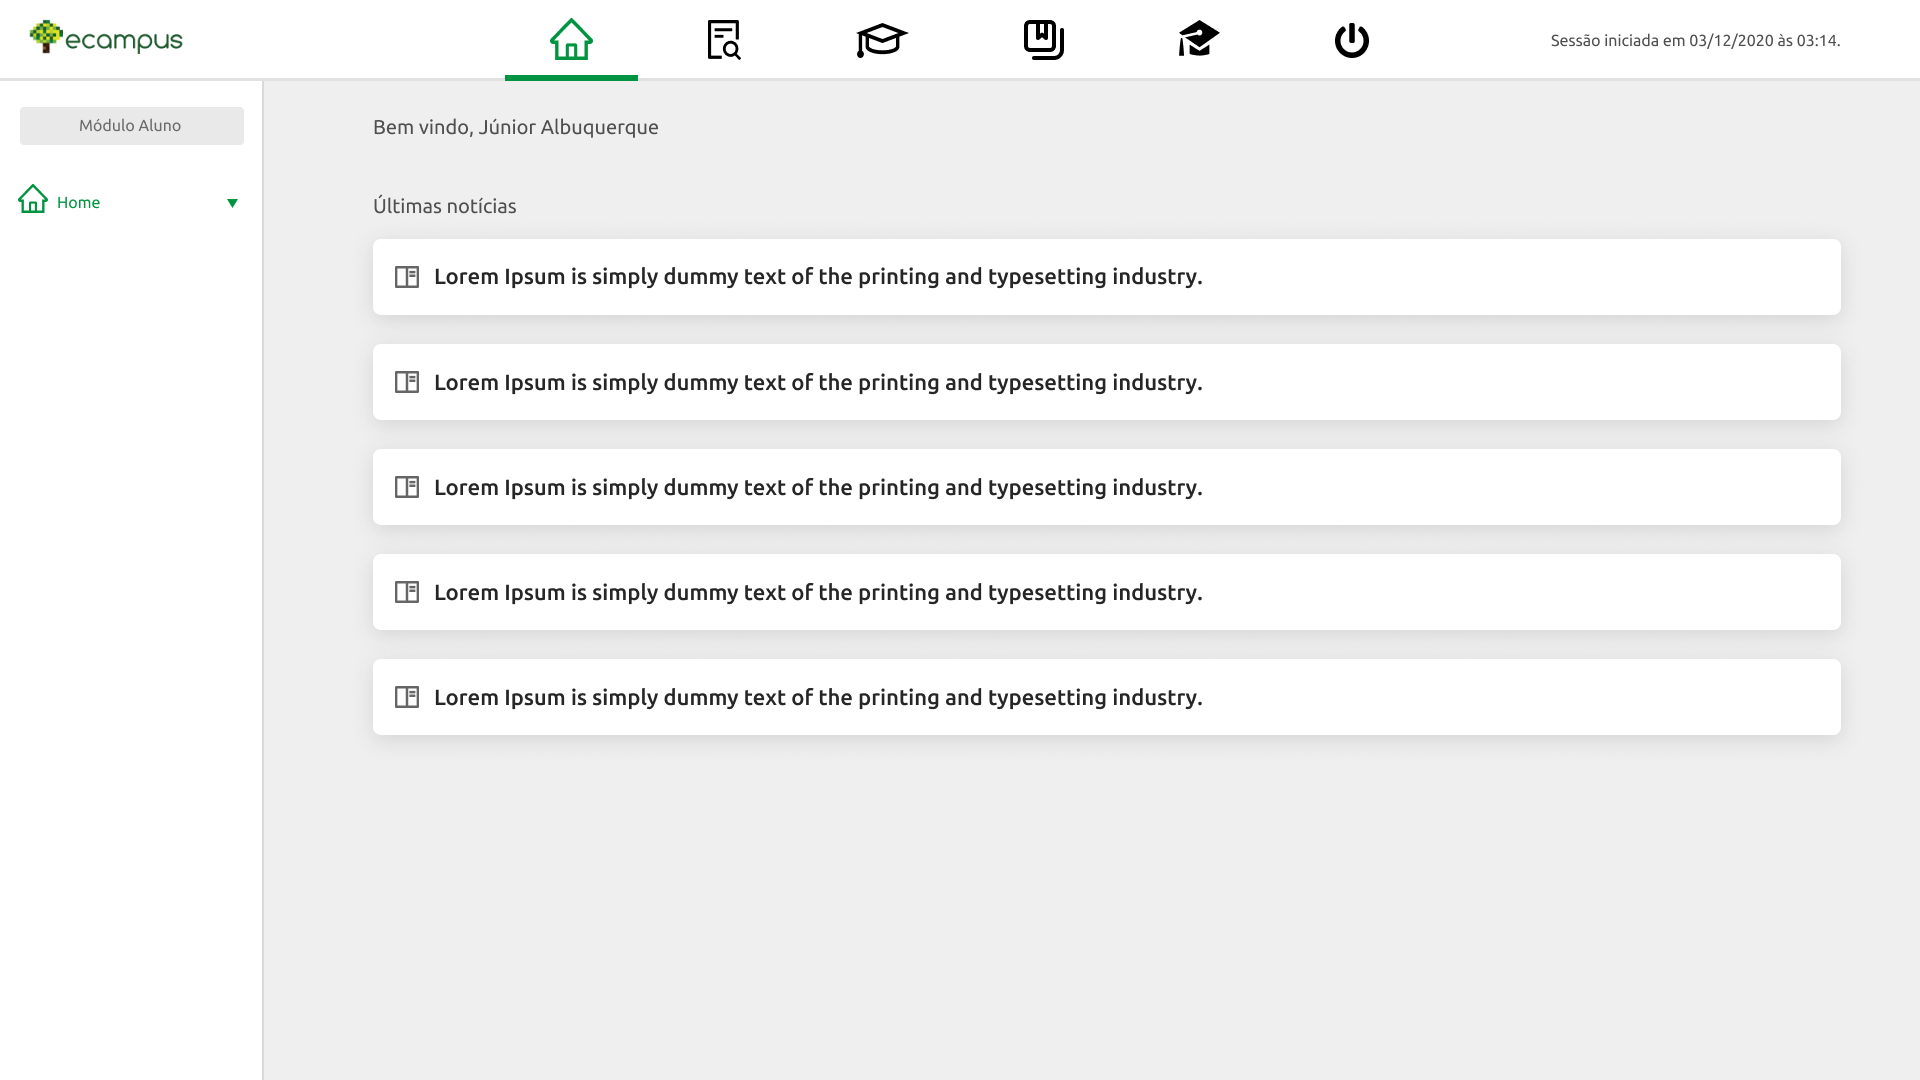 ecampus
Sessão iniciada em 03/12/2020 às 03:14.
Módulo Aluno
Home
Bem vindo, Júnior Albuquerque
Últimas notícias
Lorem Ipsum is simply dummy text of the printing and typesetting industry.
Lorem Ipsum is simply dummy text of the printing and typesetting industry.
Lorem Ipsum is simply dummy text of the printing and typesetting industry.
Lorem Ipsum is simply dummy text of the printing and typesetting industry.
Lorem Ipsum is simply dummy text of the printing and typesetting industry.